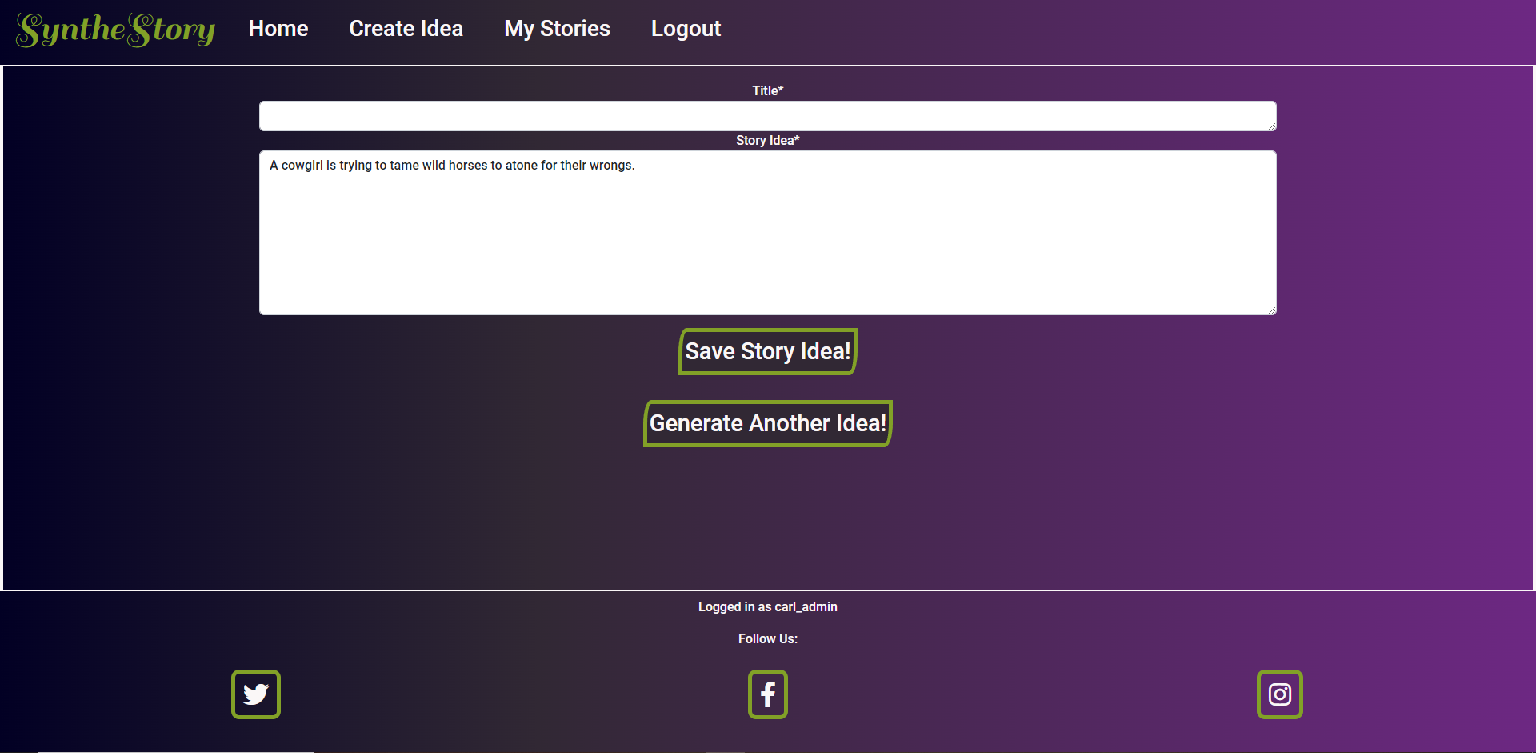 SyntheStory Home Create Idea My Stories Logout
Title*
Story Idea*
A cowgirl is trying to tame wild horses to atone for their wrongs.
Save Story Idea!
Generate Another Idea!
Logged in as carl_admin
Follow Us: